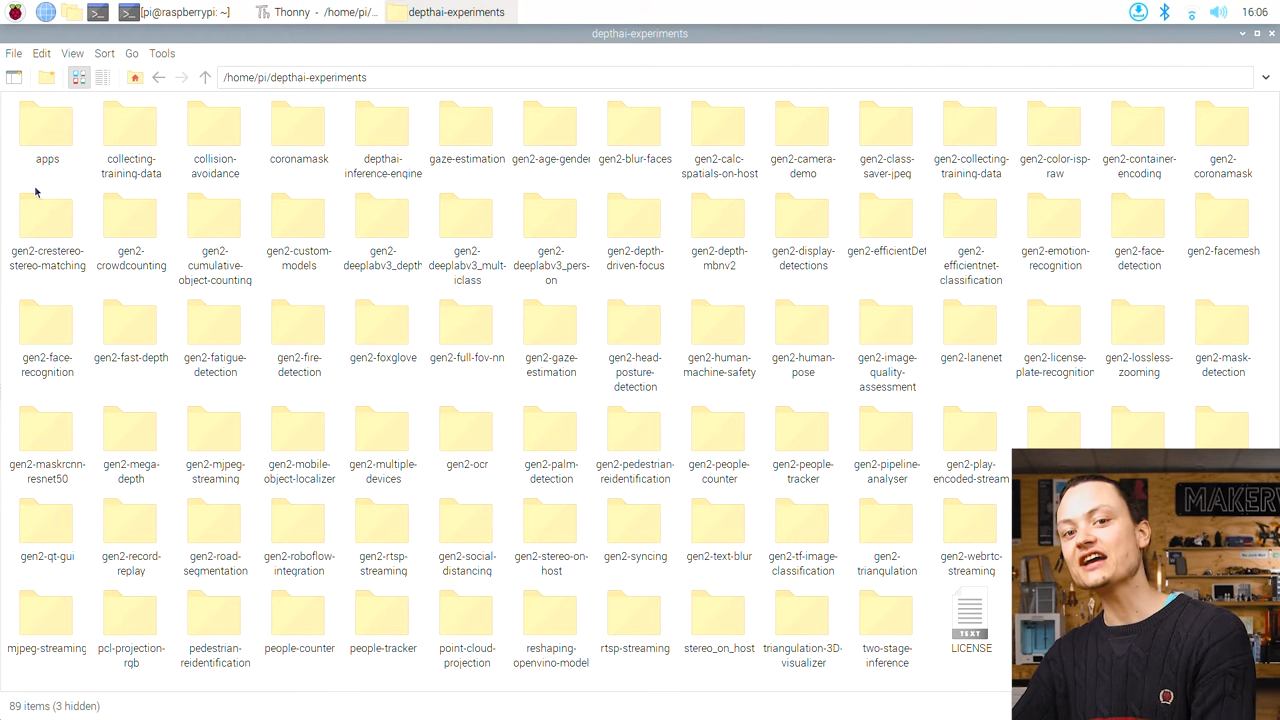 [pi@raspberrypi: ~]
Thonny - /home/pi/...
depthai-experiments
16:06
depthai-experiments
File Edit View Sort Go Tools
/home/pi/depthai-experiments
apps
collecting-
training-data
collision-
avoidance
coronamask
depthai-
inference-engine
gaze-estimation
gen2-age-gender
gen2-blur-faces
gen2-calc-
spatials-on-host
gen2-camera-
demo
gen2-class-
saver-jpeg
gen2-collecting-
training-data
gen2-color-isp-
raw
gen2-container-
encoding
gen2-
coronamask
gen2-crestereo-
stereo-matching
gen2-
crowdcounting
gen2-
cumulative-
object-counting
gen2-custom-
models
gen2-
deeplabv3_depth
gen2-
deeplabv3_mult
iclass
gen2-
deeplabv3_pers
on
gen2-depth-
driven-focus
gen2-depth-
mbnv2
gen2-display-
detections
gen2-efficientDet
gen2-
efficientnet-
classification
gen2-emotion-
recognition
gen2-face-
detection
gen2-facemesh
gen2-face-
recognition
gen2-fast-depth
gen2-fatigue-
detection
gen2-fire-
detection
gen2-foxglove
gen2-full-fov-nn
gen2-gaze-
estimation
gen2-head-
posture-
detection
gen2-human-
machine-safety
gen2-human-
pose
gen2-image-
quality-
assessment
gen2-lanenet
gen2-license-
plate-recognition
gen2-lossless-
zooming
gen2-mask-
detection
gen2-maskrcnn-
resnet50
gen2-mega-
depth
gen2-mjpeg-
streaming
gen2-mobile-
object-localizer
gen2-multiple-
devices
gen2-ocr
gen2-palm-
detection
gen2-pedestrian-
reidentification
gen2-people-
counter
gen2-people-
tracker
gen2-pipeline-
analyser
gen2-play-
encoded-stream
gen2-qt-gui
gen2-record-
replay
gen2-road-
segmentation
gen2-roboflow-
integration
gen2-rtsp-
streaming
gen2-social-
distancing
gen2-stereo-on-
host
gen2-syncing
gen2-text-blur
gen2-tf-image-
classification
gen2-
triangulation
gen2-webrtc-
streaming
mjpeg-streaming
pcl-projection-
rgb
pedestrian-
reidentification
people-counter
people-tracker
point-cloud-
projection
reshaping-
openvino-model
rtsp-streaming
stereo_on_host
triangulation-3D-
visualizer
two-stage-
inference
TEXT
LICENSE
MAKERV
89 items (3 hidden)